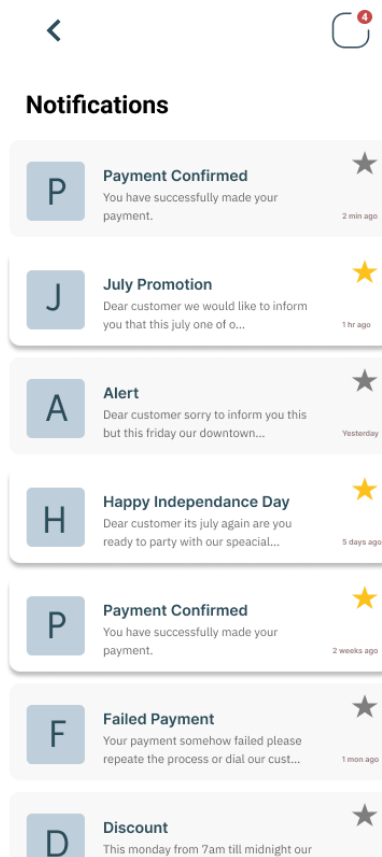 4
Notifications
P
Payment Confirmed
You have successfully made your
payment.
2 min ago
J
July Promotion
Dear customer we would like to inform
you that this july one of o...
1 hr ago
A
Alert
Dear customer sorry to inform you this
but this friday our downtown...
Yesterday
H
Happy Independance Day
Dear customer its july again are you
ready to party with our speacial...
5 days ago
P
Payment Confirmed
You have successfully made your
payment.
2 weeks ago
F
Failed Payment
Your payment somehow failed please
repeate the process or dial our cust...
1 mon ago
D
Discount
This monday from 7am till midnight our